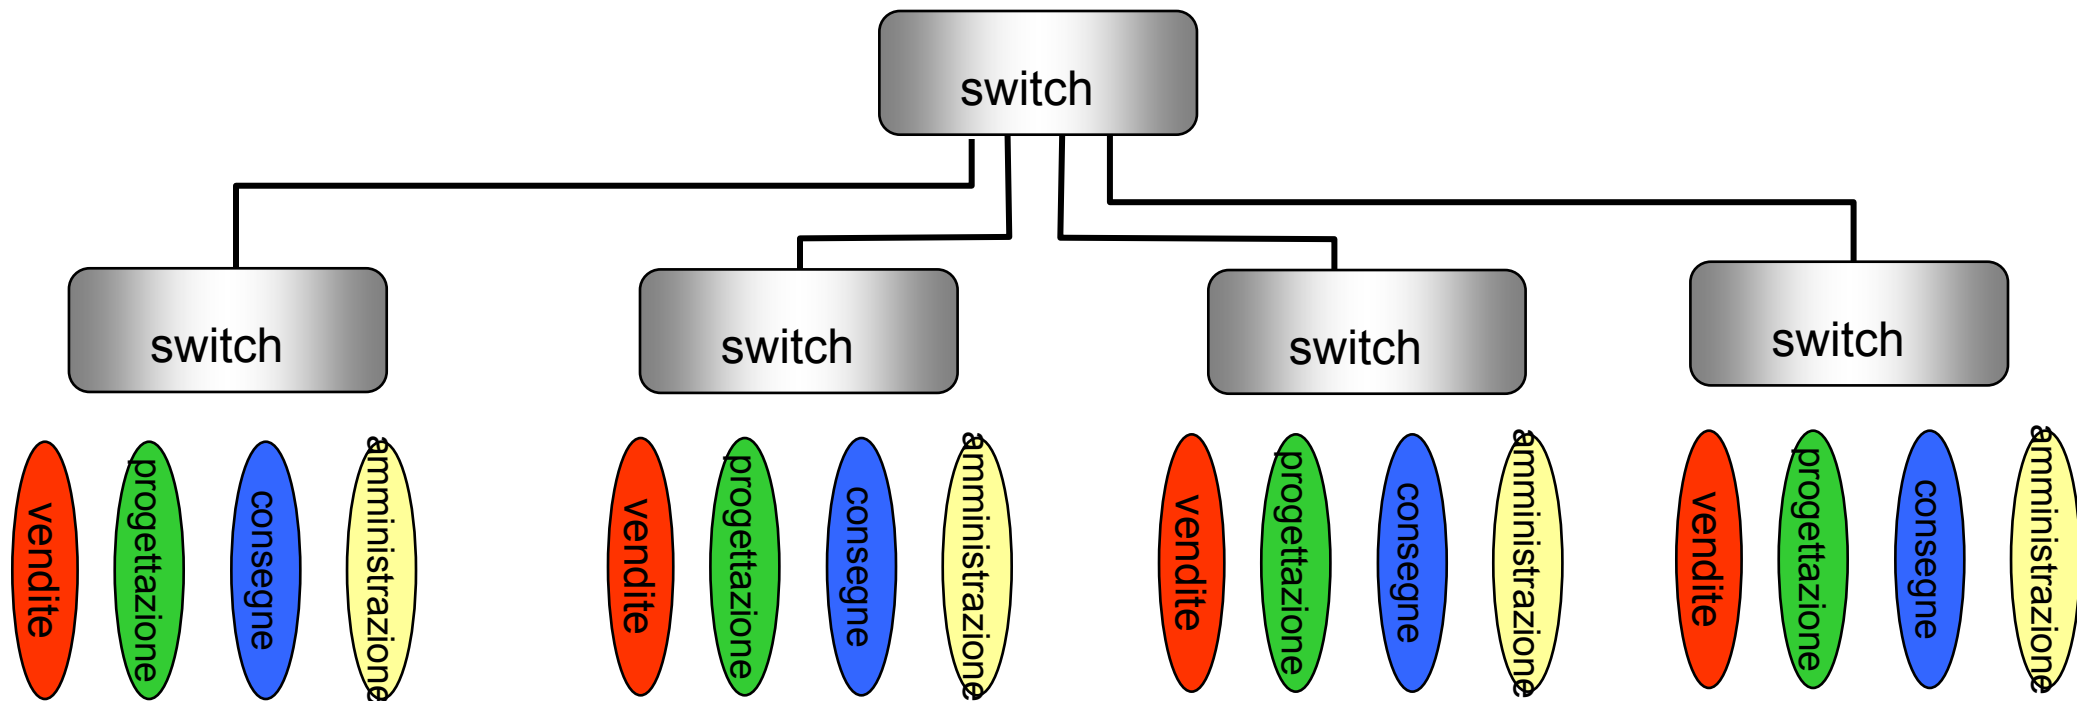 switch
switch
switch
switch
switch
vendite
progettazione
consegne
amministrazione
vendite
progettazione
consegne
amministrazione
vendite
progettazione
consegne
amministrazione
vendite
progettazione
consegne
amministrazione